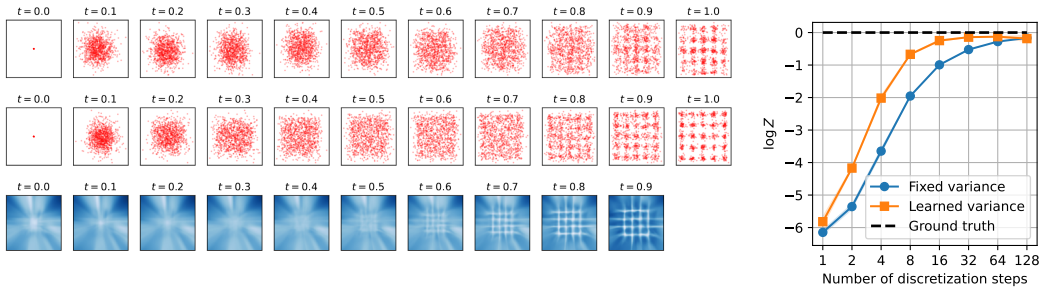 t = 0.0 t = 0.1 t = 0.2 t = 0.3 t = 0.4 t = 0.5 t = 0.6 t = 0.7 t = 0.8 t = 0.9 t = 1.0
t = 0.0 t = 0.1 t = 0.2 t = 0.3 t = 0.4 t = 0.5 t = 0.6 t = 0.7 t = 0.8 t = 0.9 t = 1.0
t = 0.0 t = 0.1 t = 0.2 t = 0.3 t = 0.4 t = 0.5 t = 0.6 t = 0.7 t = 0.8 t = 0.9
log Z
0
−1
−2
−3
−4
−5
−6
Fixed variance
Learned variance
Ground truth
1 2 4 8 16 32 64 128
Number of discretization steps